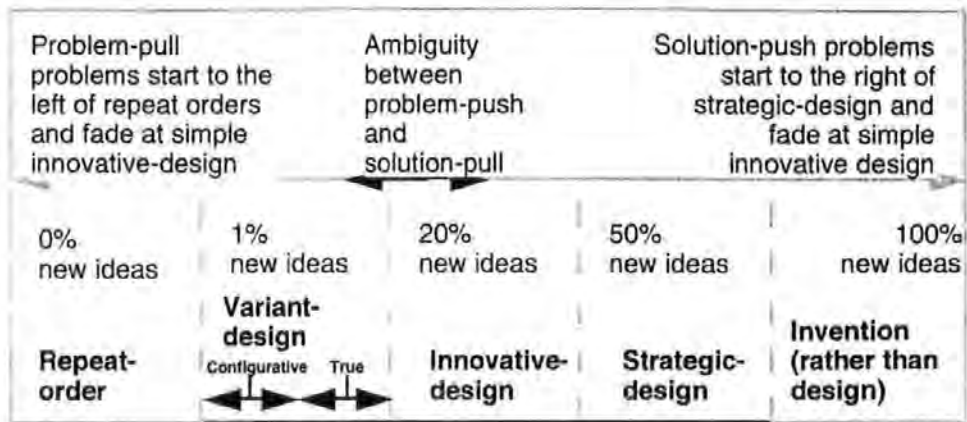 Problem-pull
problems start to the
left of repeat orders
and fade at simple
innovative-design
Ambiguity
between
problem-push
and
solution-pull
Solution-push problems
start to the right of
strategic-design and
fade at simple
innovative design
0%
new ideas
1%
new ideas
20%
new ideas
50%
new ideas
100%
new ideas
Repeat-
order
Variant-
design
Configurative True
Innovative-
design
Strategic-
design
Invention
(rather than
design)